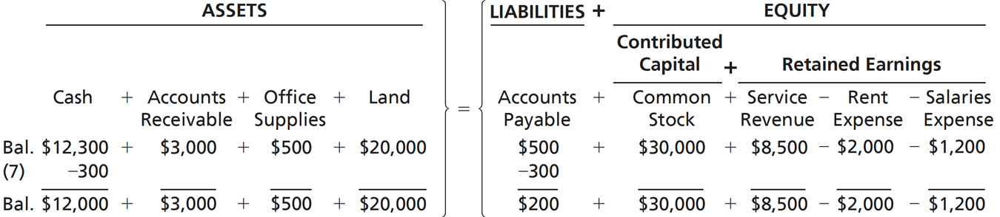 ASSETS LIABILITIES + EQUITY
Contributed
Capital + Retained Earnings
Cash + Accounts + Office + Land = Accounts + Common + Service − Rent − Salaries
Receivable Supplies Payable Stock Revenue Expense Expense
Bal. $12,300 + $3,000 + $500 + $20,000 $500 + $30,000 + $8,500 − $2,000 − $1,200
(7) −300 −300
Bal. $12,000 + $3,000 + $500 + $20,000 $200 + $30,000 + $8,500 − $2,000 − $1,200